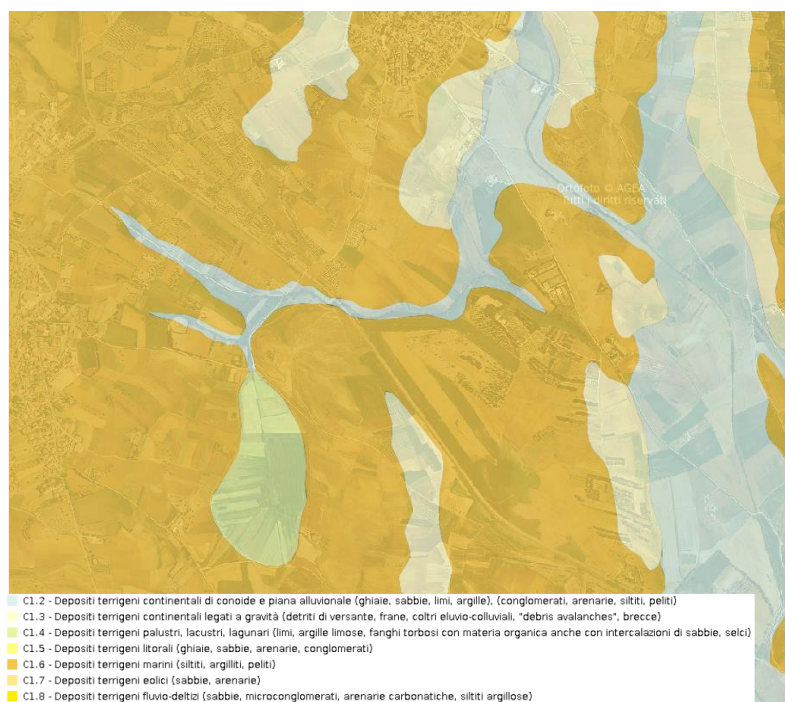 Ortofoto © AGEA
Tutti i diritti riservati
C1.2 - Depositi terrigeni continentali di conoide e piana alluvionale (ghiaie, sabbie, limi, argille), (conglomerati, arenarie, siltiti, peliti)
C1.3 - Depositi terrigeni continentali legati a gravità (detriti di versante, frane, coltri eluvio-colluviali, "debris avalanches", brecce)
C1.4 - Depositi terrigeni palustri, lacustri, lagunari (limi, argille limose, fanghi torbosi con materia organica anche con intercalazioni di sabbie, selci)
C1.5 - Depositi terrigeni litorali (ghiaie, sabbie, arenarie, conglomerati)
C1.6 - Depositi terrigeni marini (siltiti, argilliti, peliti)
C1.7 - Depositi terrigeni eolici (sabbie, arenarie)
C1.8 - Depositi terrigeni fluvio-deltizi (sabbie, microconglomerati, arenarie carbonatiche, siltiti argillose)